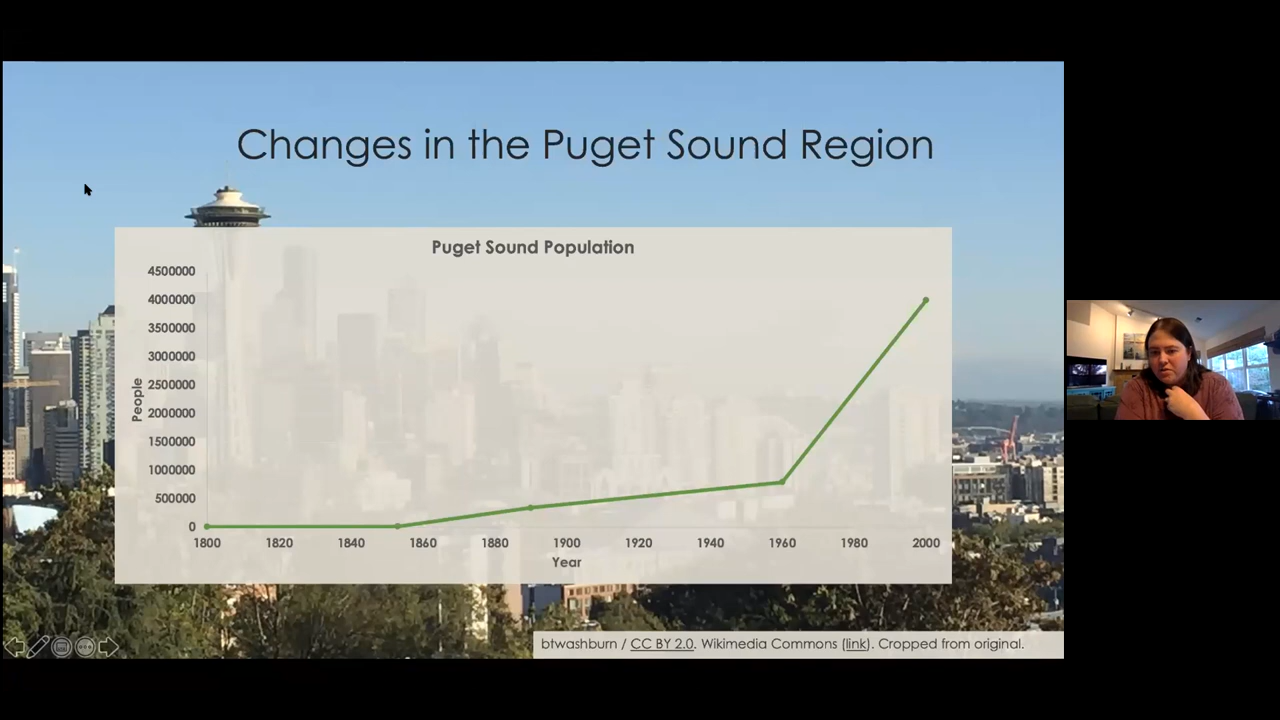 Changes in the Puget Sound Region
Puget Sound Population
4500000
4000000
3500000
3000000
2500000
2000000
1500000
1000000
500000
0
People
1800 1820 1840 1860 1880 1900 1920 1940 1960 1980 2000
Year
btwashburn / CC BY 2.0. Wikimedia Commons (link). Cropped from original.